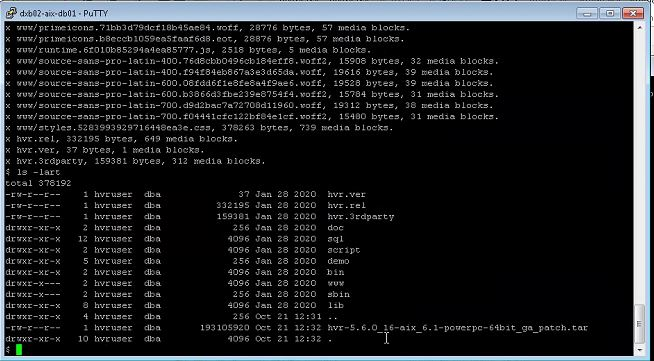 dxb02-aix-db01 - PuTTY
x www/primeicons.71bb3d79dcf18b45ae84.woff, 28776 bytes, 57 media blocks.
x www/primeicons.b8eccb1059ea5faaf6d8.eot, 28876 bytes, 57 media blocks.
x www/runtime.6f010b85294a4ea85777.js, 2518 bytes, 5 media blocks.
x www/source-sans-pro-latin-400.76d8cbb0496cb184eff8.woff2, 15908 bytes, 32 media blocks.
x www/source-sans-pro-latin-400.f94f84eb867a3e3d65da.woff, 19616 bytes, 39 media blocks.
x www/source-sans-pro-latin-600.08fdd6f1e8fe8a4f9ae6.woff, 19528 bytes, 39 media blocks.
x www/source-sans-pro-latin-600.b3866d3fbe239e8754f4.woff2, 15784 bytes, 31 media blocks.
x www/source-sans-pro-latin-700.d9d2bac7a72708d11960.woff, 19312 bytes, 38 media blocks.
x www/source-sans-pro-latin-700.f04441cfc122bf84e1cf.woff2, 15480 bytes, 31 media blocks.
x www/styles.5283993929716448ea3e.css, 378263 bytes, 739 media blocks.
x hvr.rel, 332195 bytes, 649 media blocks.
x hvr.ver, 37 bytes, 1 media blocks.
x hvr.3rdparty, 159381 bytes, 312 media blocks.
$ ls -lart
total 378192
-rw-r--r-- 1 hvruser dba 37 Jan 28 2020 hvr.ver
-rw-r--r-- 1 hvruser dba 332195 Jan 28 2020 hvr.rel
-rw-r--r-- 1 hvruser dba 159381 Jan 28 2020 hvr.3rdparty
drwxr-xr-x 2 hvruser dba 256 Jan 28 2020 doc
drwxr-xr-x 12 hvruser dba 4096 Jan 28 2020 sql
drwxr-xr-x 2 hvruser dba 256 Jan 28 2020 script
drwxr-xr-x 5 hvruser dba 256 Jan 28 2020 demo
drwxr-xr-x 2 hvruser dba 4096 Jan 28 2020 bin
drwxr-xr-x 2 hvruser dba 4096 Jan 28 2020 www
drwxr-xr-x 2 hvruser dba 256 Jan 28 2020 sbin
drwxr-xr-x 8 hvruser dba 4096 Jan 28 2020 lib
drwxr-xr-x 4 hvruser dba 256 Oct 21 12:31 ..
-rw-r--r-- 1 hvruser dba 193105920 Oct 21 12:32 hvr-5.6.0_16-aix_6.1-powerpc-64bit_ga_patch.tar
drwxr-xr-x 10 hvruser dba 4096 Oct 21 12:32 .
$